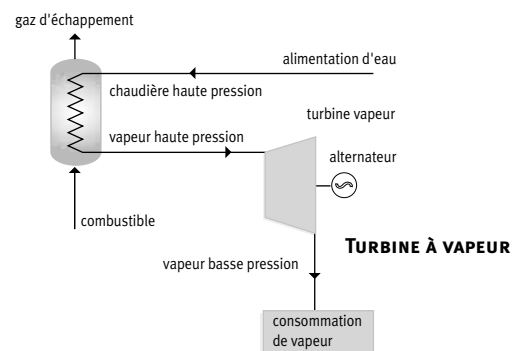 gaz d'échappement
alimentation d'eau
chaudière haute pression
turbine vapeur
vapeur haute pression
alternateur
combustible
TURBINE À VAPEUR
vapeur basse pression
consommation
de vapeur